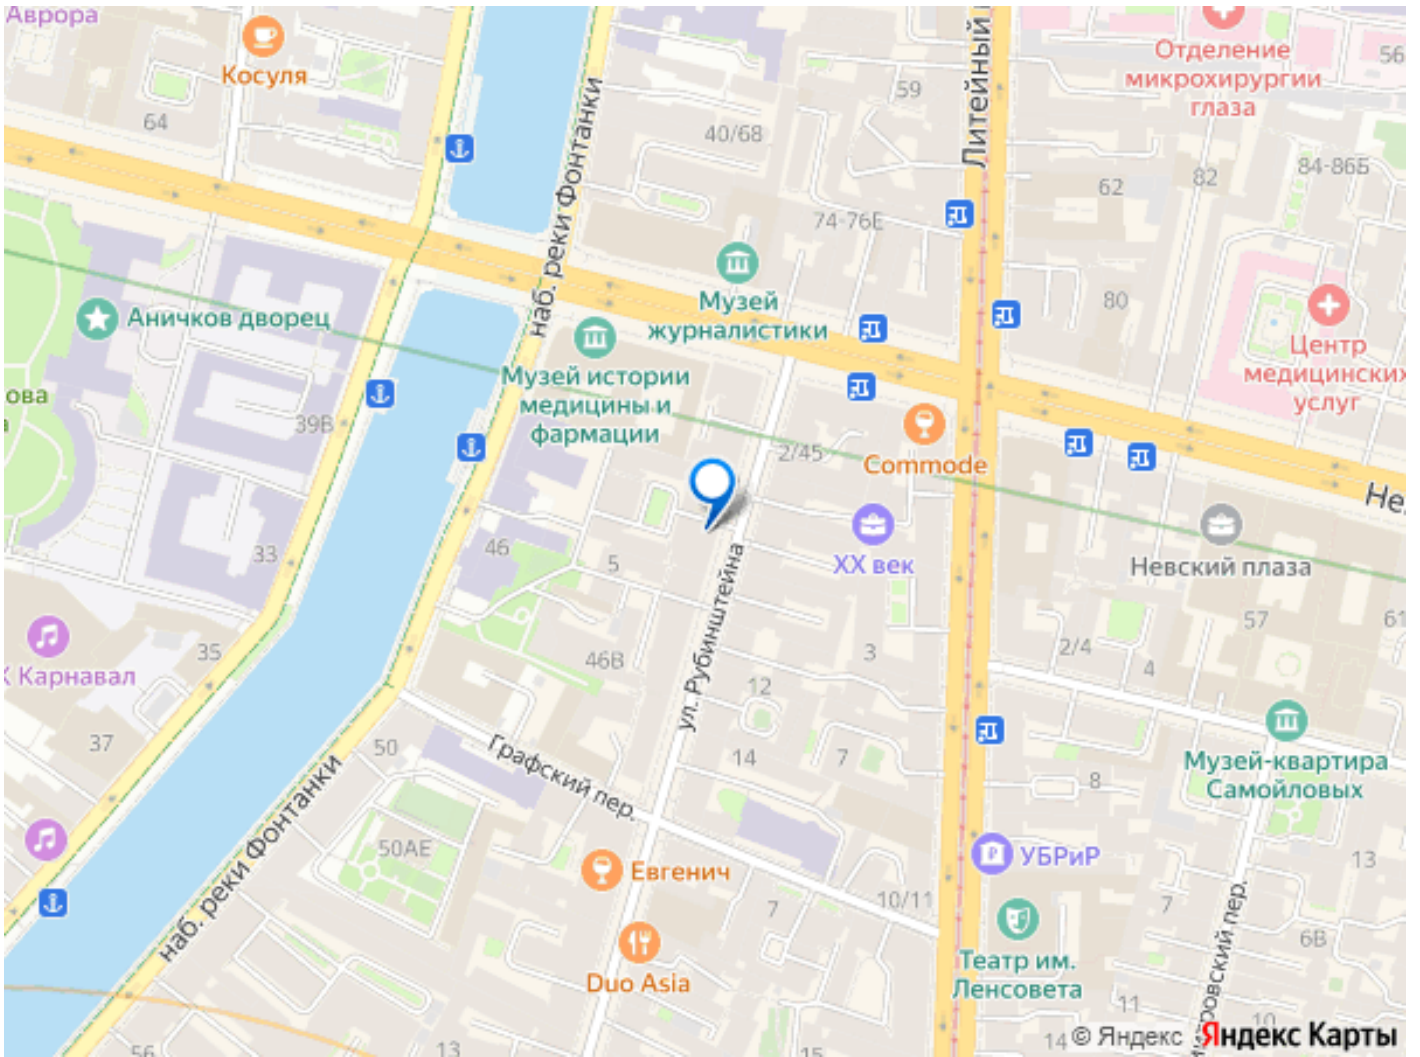 Аврора
Косуля
64
наб. реки Фонтанки
40/68
59
Литейный
Отделение
микрохирургии
глаза
56
84-86Б
82
62
74-76Е
80
Музей
журналистики
Аничков дворец
Музей истории
медицины и
фармации
Центр
медицинских
услуг
ова
а
39В
2/45
Commode
Не
ХХ век
Невский плаза
33
46
5
ул. Рубинштейна
57
61
35
К Карнавал
46В
3
12
2/4
4
37
50
Графский пер.
14
7
8
Музей-квартира
Самойловых
наб. реки Фонтанки
50АЕ
Евгенич
УБРиР
13
7
10/11
7
6В
Duo Asia
Театр им.
Ленсовета
11
10
56
13
15
14
© Яндекс
Яндекс Карты